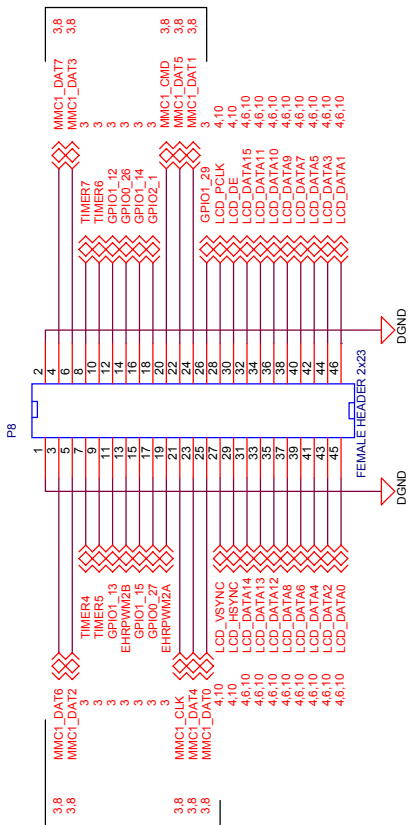 P8
1 2
3,8 MMC1_DAT6 3 4 MMC1_DAT7 3,8
3,8 MMC1_DAT2 5 6 MMC1_DAT3 3,8
3 TIMER4 7 8 TIMER7 3
3 TIMER5 9 10 TIMER6 3
3 GPIO1_13 11 12 GPIO1_12 3
3 EHRPWM2B 13 14 GPIO0_26 3
3 GPIO1_15 15 16 GPIO1_14 3
3 GPIO0_27 17 18 GPIO2_1 3
3 EHRPWM2A 19 20 MMC1_CMD 3,8
3,8 MMC1_CLK 21 22 MMC1_DAT5 3,8
3,8 MMC1_DAT4 23 24 MMC1_DAT1 3,8
3,8 MMC1_DAT0 25 26 GPIO1_29 3
4,10 LCD_VSYNC 27 28 LCD_PCLK 4,10
4,10 LCD_HSYNC 29 30 LCD_DE 4,10
4,6,10 LCD_DATA14 31 32 LCD_DATA15 4,6,10
4,6,10 LCD_DATA13 33 34 LCD_DATA11 4,6,10
4,6,10 LCD_DATA12 35 36 LCD_DATA10 4,6,10
4,6,10 LCD_DATA8 37 38 LCD_DATA9 4,6,10
4,6,10 LCD_DATA6 39 40 LCD_DATA7 4,6,10
4,6,10 LCD_DATA4 41 42 LCD_DATA5 4,6,10
4,6,10 LCD_DATA2 43 44 LCD_DATA3 4,6,10
4,6,10 LCD_DATA0 45 46 LCD_DATA1 4,6,10
FEMALE HEADER 2x23
DGND DGND